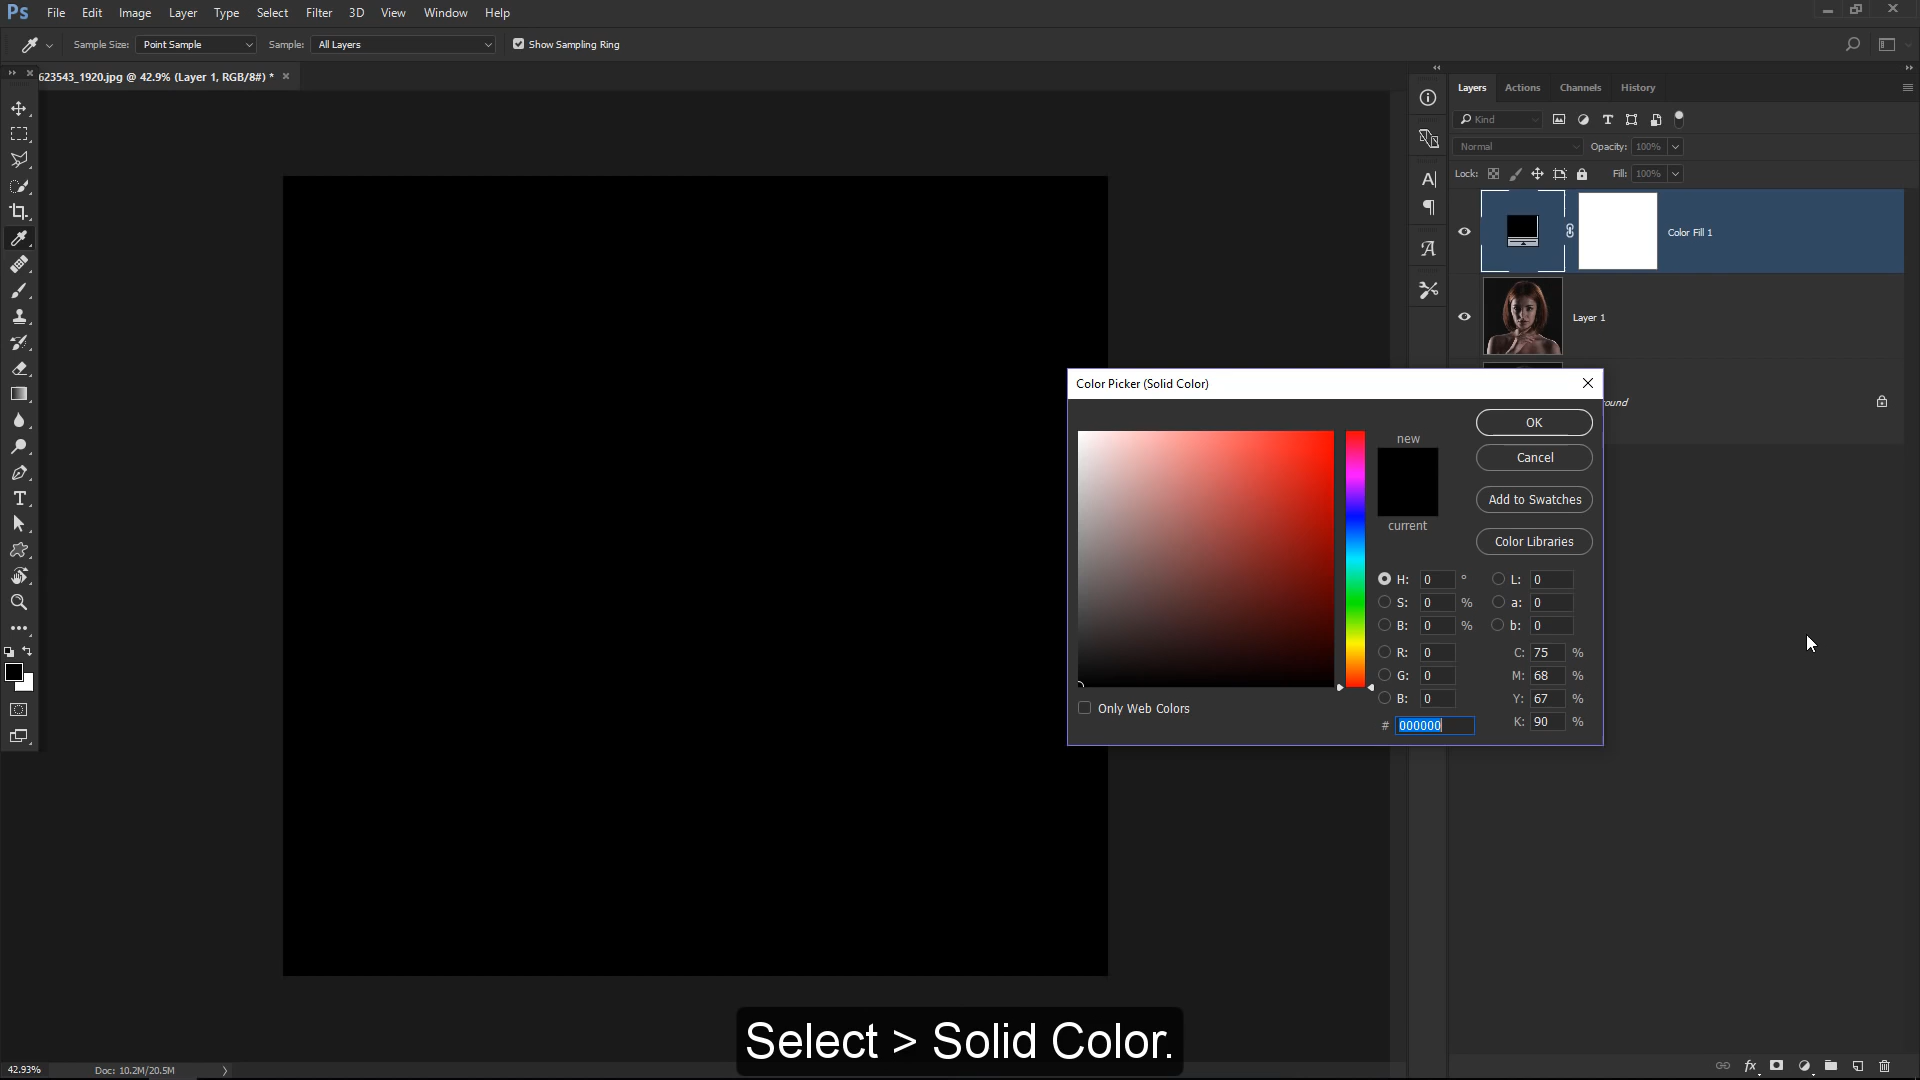 Ps File Edit Image Layer Type Select Filter 3D View Window Help
Sample Size: Point Sample Sample: All Layers Show Sampling Ring
623543_1920.jpg @ 42.9% (Layer 1, RGB/8#) *
Layers Actions Channels History
Kind
Normal Opacity: 100%
Lock: Fill: 100%
Color Fill 1
Layer 1
ound
Color Picker (Solid Color)
new
current
OK
Cancel
Add to Swatches
Color Libraries
H: 0 ° L: 0
S: 0 % a: 0
B: 0 % b: 0
R: 0 C: 75 %
G: 0 M: 68 %
B: 0 Y: 67 %
# 000000 K: 90 %
Only Web Colors
Select > Solid Color.
42.93% Doc: 10.2M/20.5M
fx